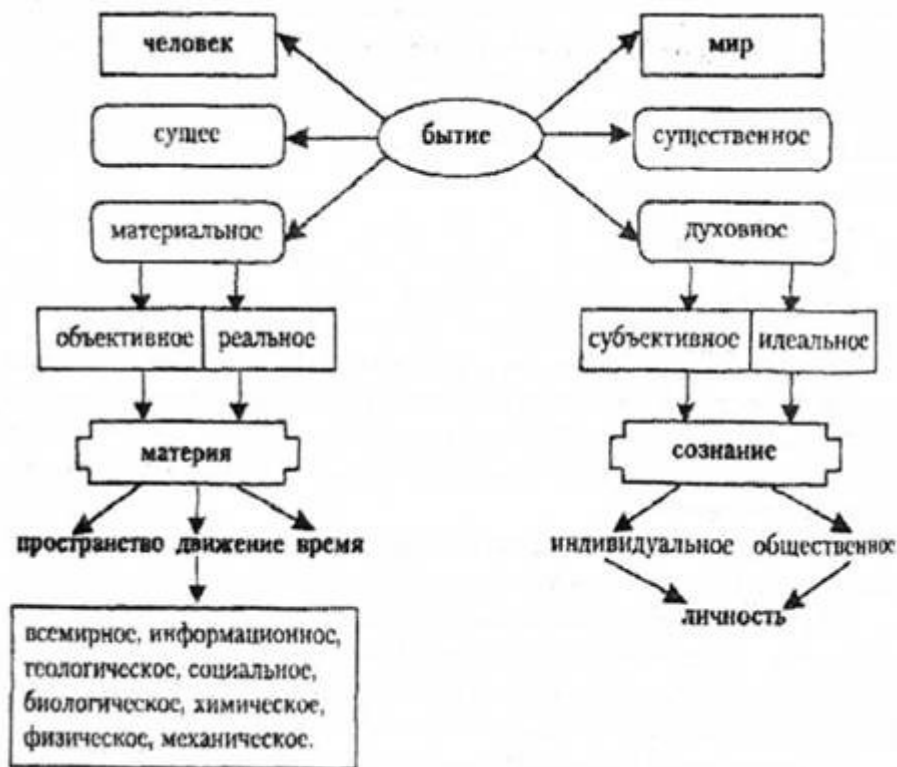 человек
мир
сущее
бытие
существенное
материальное
духовное
объективное реальное
субъективное идеальное
материя
сознание
пространство движение время
индивидуальное общественное
личность
всемирное, информационное,
геологическое, социальное,
биологическое, химическое,
физическое, механическое.